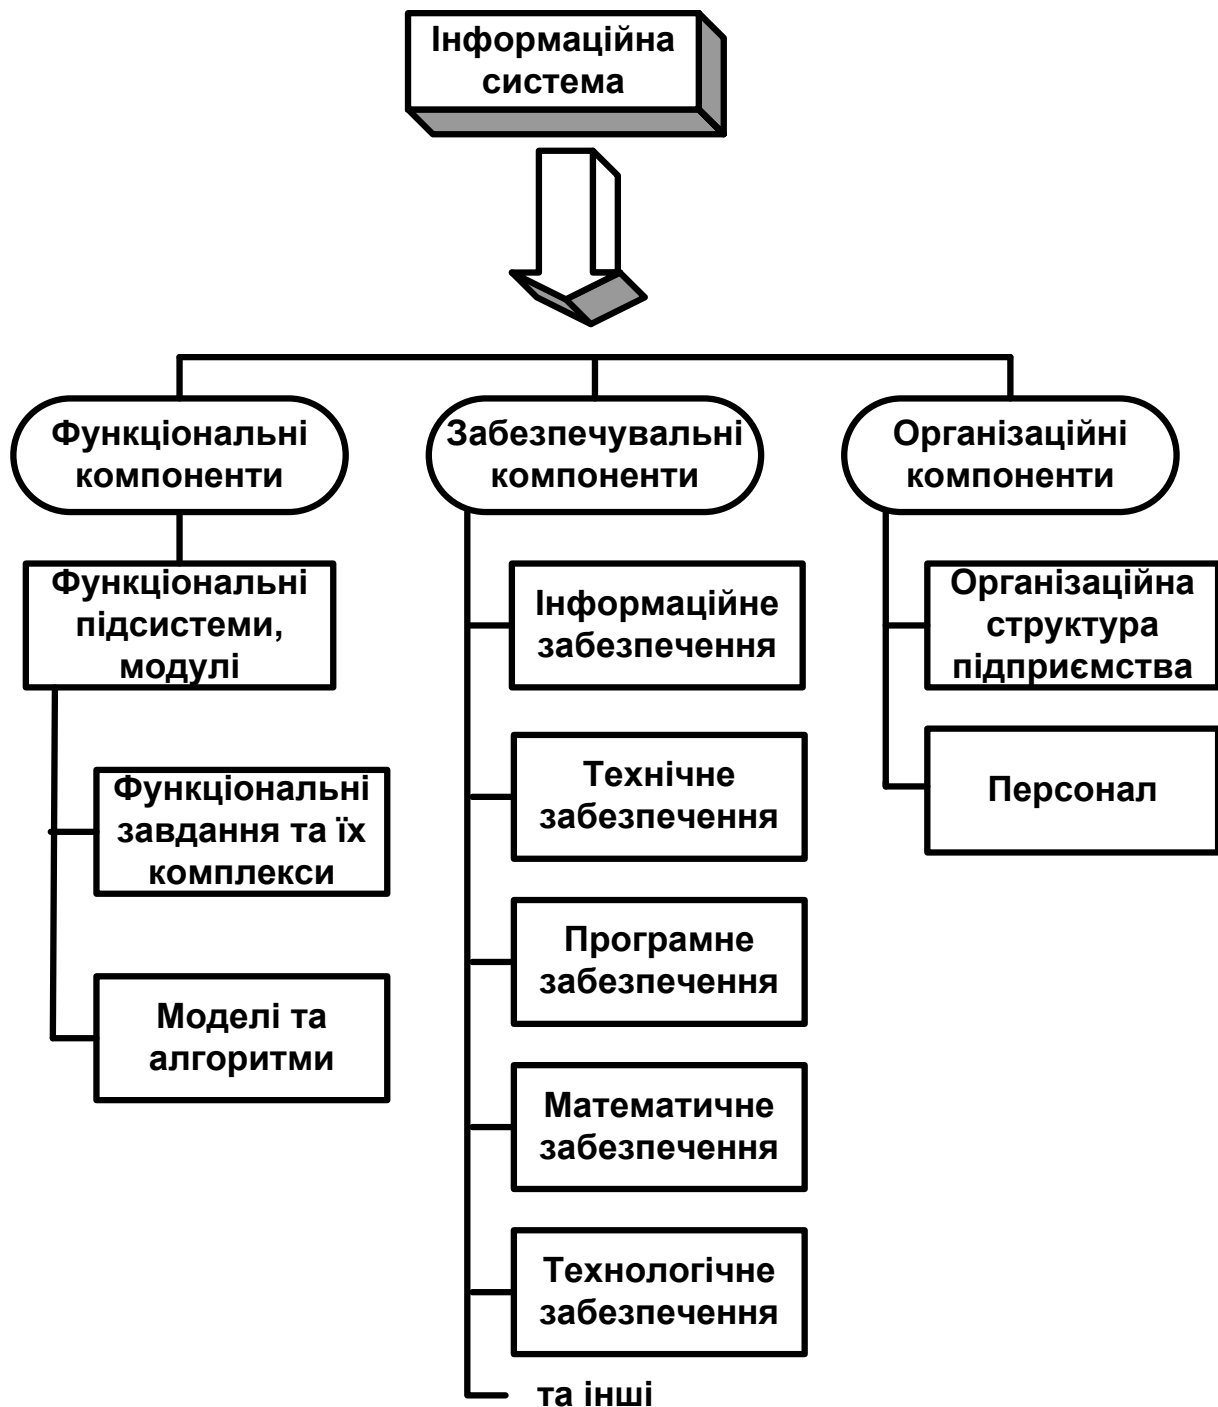 Інформаційна
система
Функціональні
компоненти
Забезпечувальні
компоненти
Організаційні
компоненти
Функціональні
підсистеми,
модулі
Функціональні
завдання та їх
комплекси
Моделі та
алгоритми
Інформаційне
забезпечення
Технічне
забезпечення
Програмне
забезпечення
Математичне
забезпечення
Технологічне
забезпечення
та інші
Організаційна
структура
підприємства
Персонал